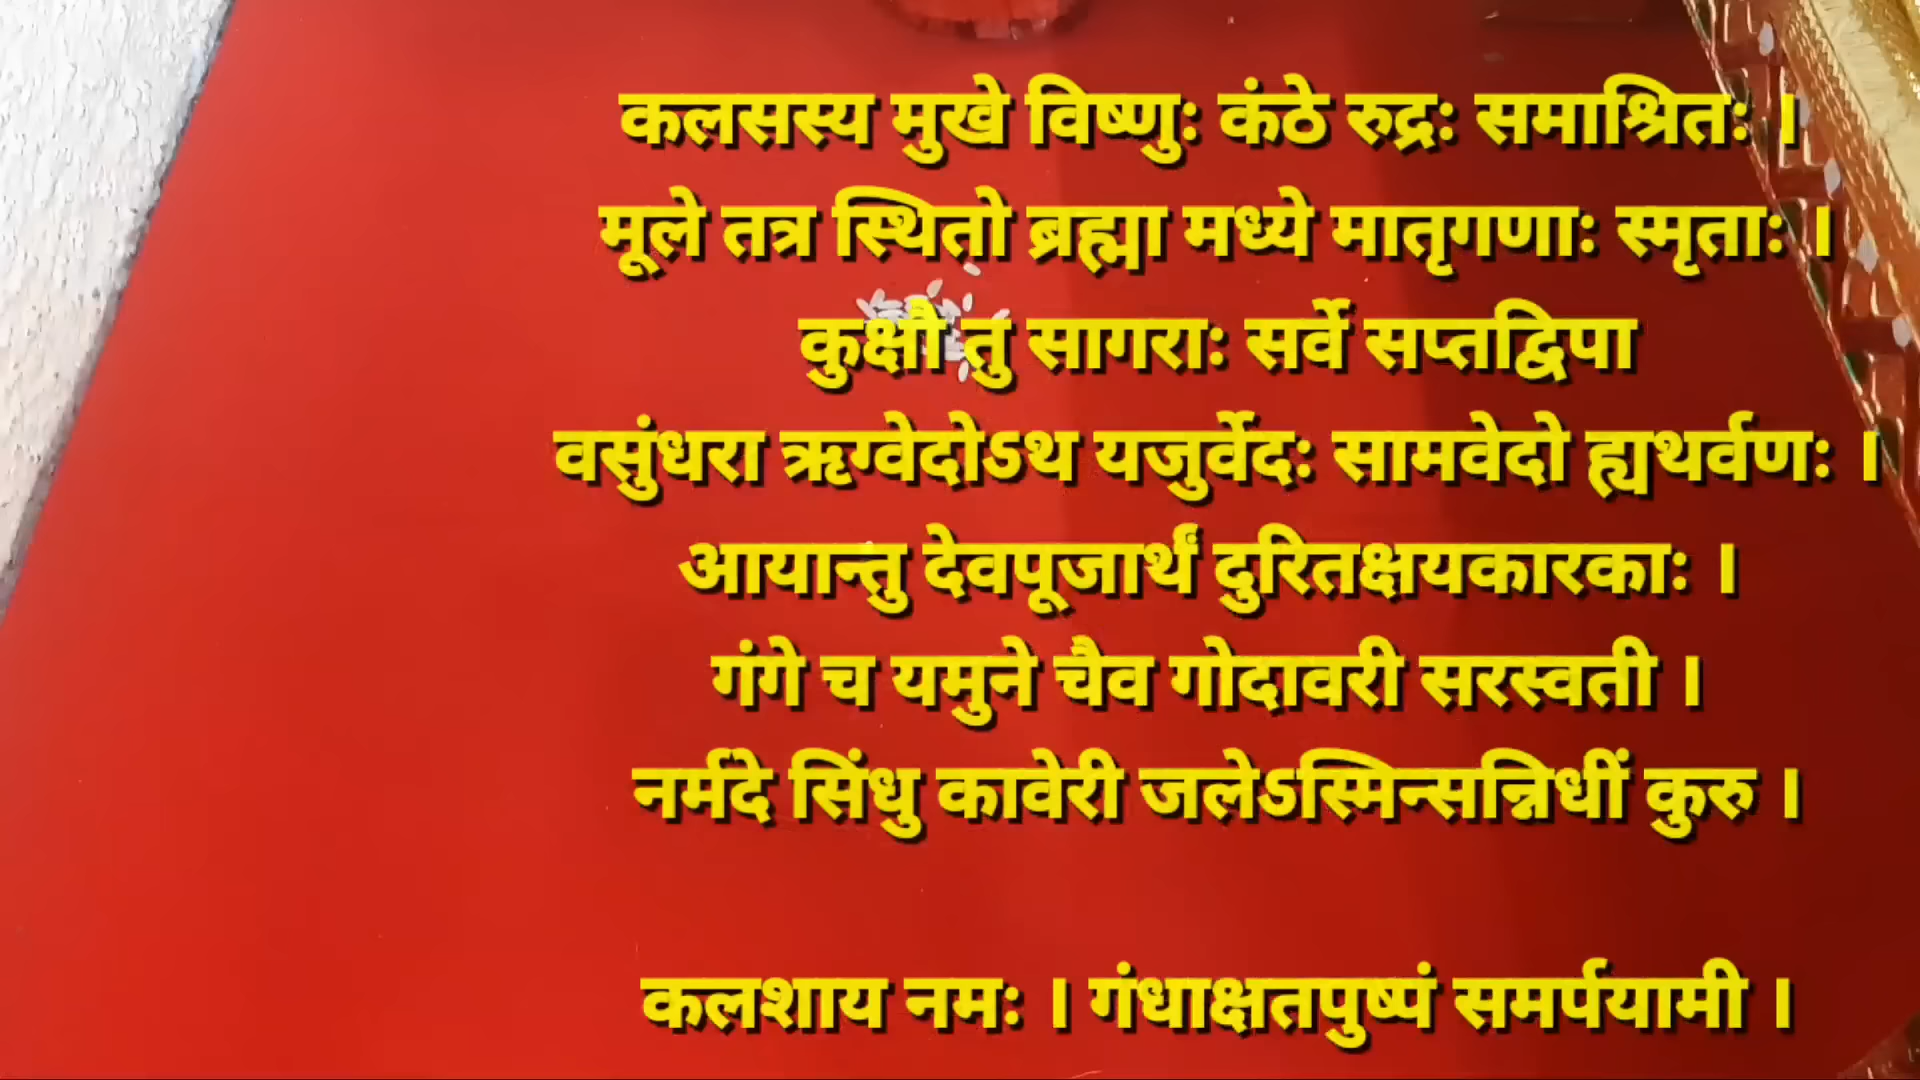 कलसस्य मुखे विष्णुः कंठे रुद्रः समाश्रितः ।
मूले तत्र स्थितो ब्रह्मा मध्ये मातृगणाः स्मृताः ।
कुक्षौ तु सागराः सर्वे सप्तद्विपा
वसुंधरा ऋग्वेदोऽथ यजुर्वेदः सामवेदो ह्यथर्वणः ।
आयान्तु देवपूजार्थं दुरितक्षयकारकाः ।
गंगे च यमुने चैव गोदावरी सरस्वती ।
नर्मदे सिंधु कावेरी जलेऽस्मिन्सन्निधीं कुरु ।
कलशाय नमः । गंधाक्षतपुष्पं समर्पयामी ।